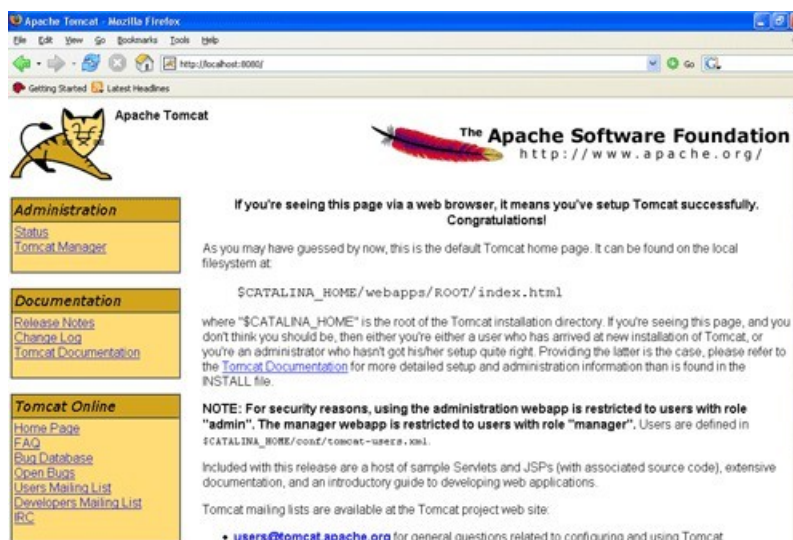 Apache Tomcat - Mozilla Firefox
File Edit View Go Bookmarks Tools Help
http://localhost:8080/
Go
Getting Started Latest Headlines
Apache Tomcat
The Apache Software Foundation
http://www.apache.org/
Administration
Status
Tomcat Manager
Documentation
Release Notes
Change Log
Tomcat Documentation
Tomcat Online
Home Page
FAQ
Bug Database
Open Bugs
Users Mailing List
Developers Mailing List
IRC
If you're seeing this page via a web browser, it means you've setup Tomcat successfully.
Congratulations!
As you may have guessed by now, this is the default Tomcat home page. It can be found on the local
filesystem at:
$CATALINA_HOME/webapps/ROOT/index.html
where "$CATALINA_HOME" is the root of the Tomcat installation directory. If you're seeing this page, and you
don't think you should be, then either you're either a user who has arrived at new installation of Tomcat, or
you're an administrator who hasn't got his/her setup quite right. Providing the latter is the case, please refer to
the Tomcat Documentation for more detailed setup and administration information than is found in the
INSTALL file.
NOTE: For security reasons, using the administration webapp is restricted to users with role
"admin". The manager webapp is restricted to users with role "manager". Users are defined in
$CATALINA_HOME/conf/tomcat-users.xml.
Included with this release are a host of sample Servlets and JSPs (with associated source code), extensive
documentation, and an introductory guide to developing web applications.
Tomcat mailing lists are available at the Tomcat project web site:
• users@tomcat.apache.org for general questions related to configuring and using Tomcat